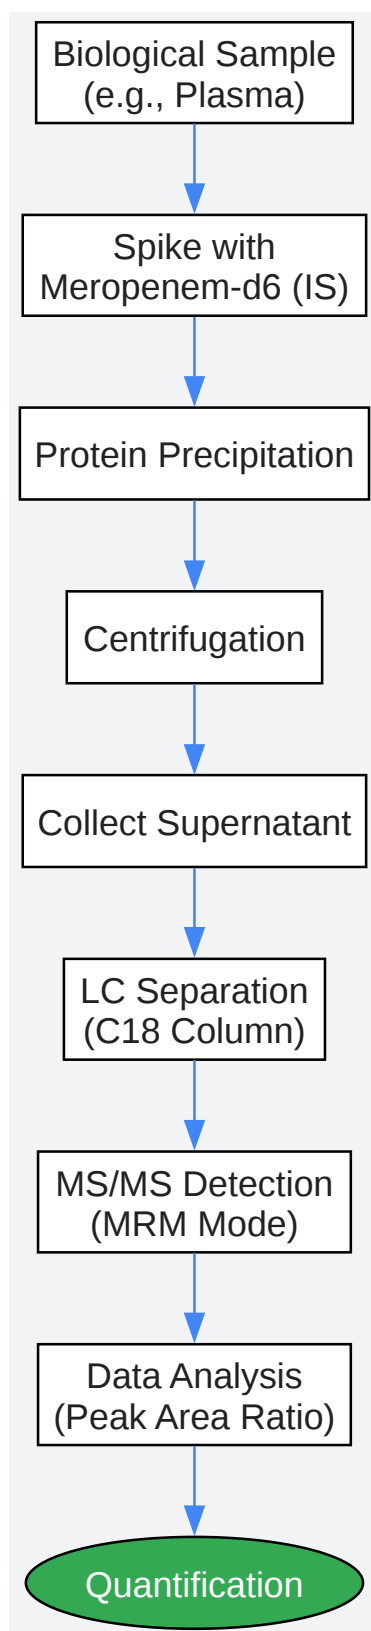 Biological Sample
(e.g., Plasma)
Spike with
Meropenem-d6 (IS)
Protein Precipitation
Centrifugation
Collect Supernatant
LC Separation
(C18 Column)
MS/MS Detection
(MRM Mode)
Data Analysis
(Peak Area Ratio)
Quantification